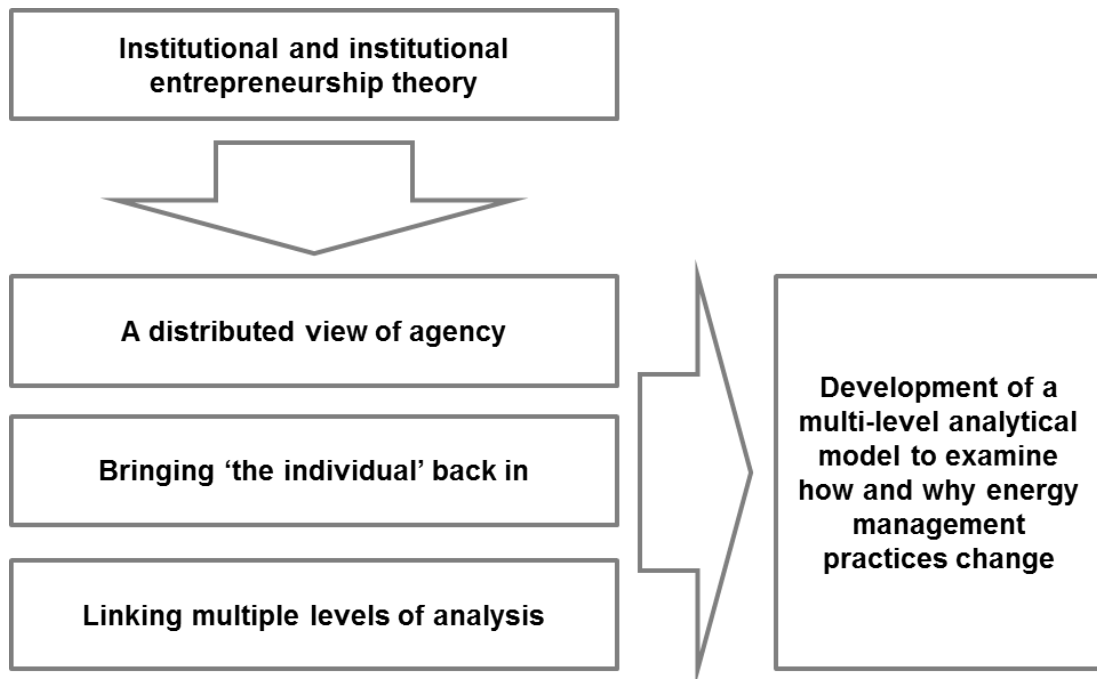 Institutional and institutional
entrepreneurship theory
A distributed view of agency
Bringing ‘the individual’ back in
Linking multiple levels of analysis
Development of a
multi-level analytical
model to examine
how and why energy
management
practices change